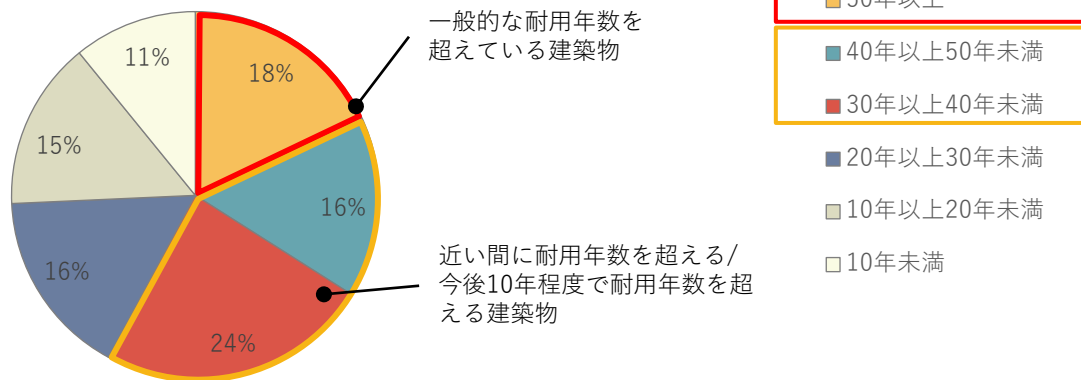 一般的な耐用年数を
超えている建築物
11%
18%
15%
16%
16%
24%
近い間に耐用年数を超える/
今後10年程度で耐用年数を超
える建築物
50年以上
40年以上50年未満
30年以上40年未満
20年以上30年未満
10年以上20年未満
10年未満